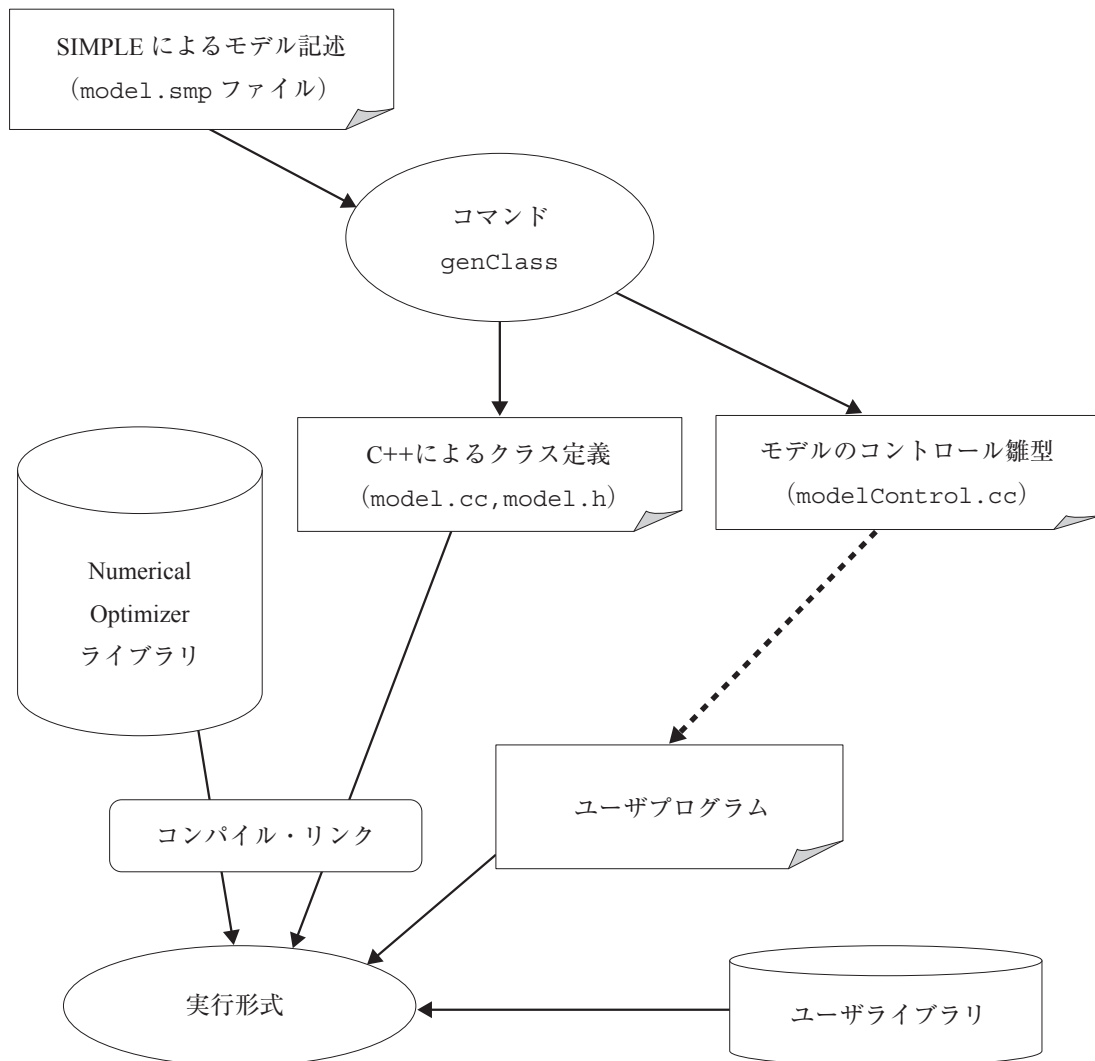 SIMPLE によるモデル記述
（model.smp ファイル）
コマンド
genClass
C++によるクラス定義
（model.cc,model.h）
モデルのコントロール雛型
（modelControl.cc）
Numerical
Optimizer
ライブラリ
ユーザプログラム
コンパイル・リンク
実行形式
ユーザライブラリ